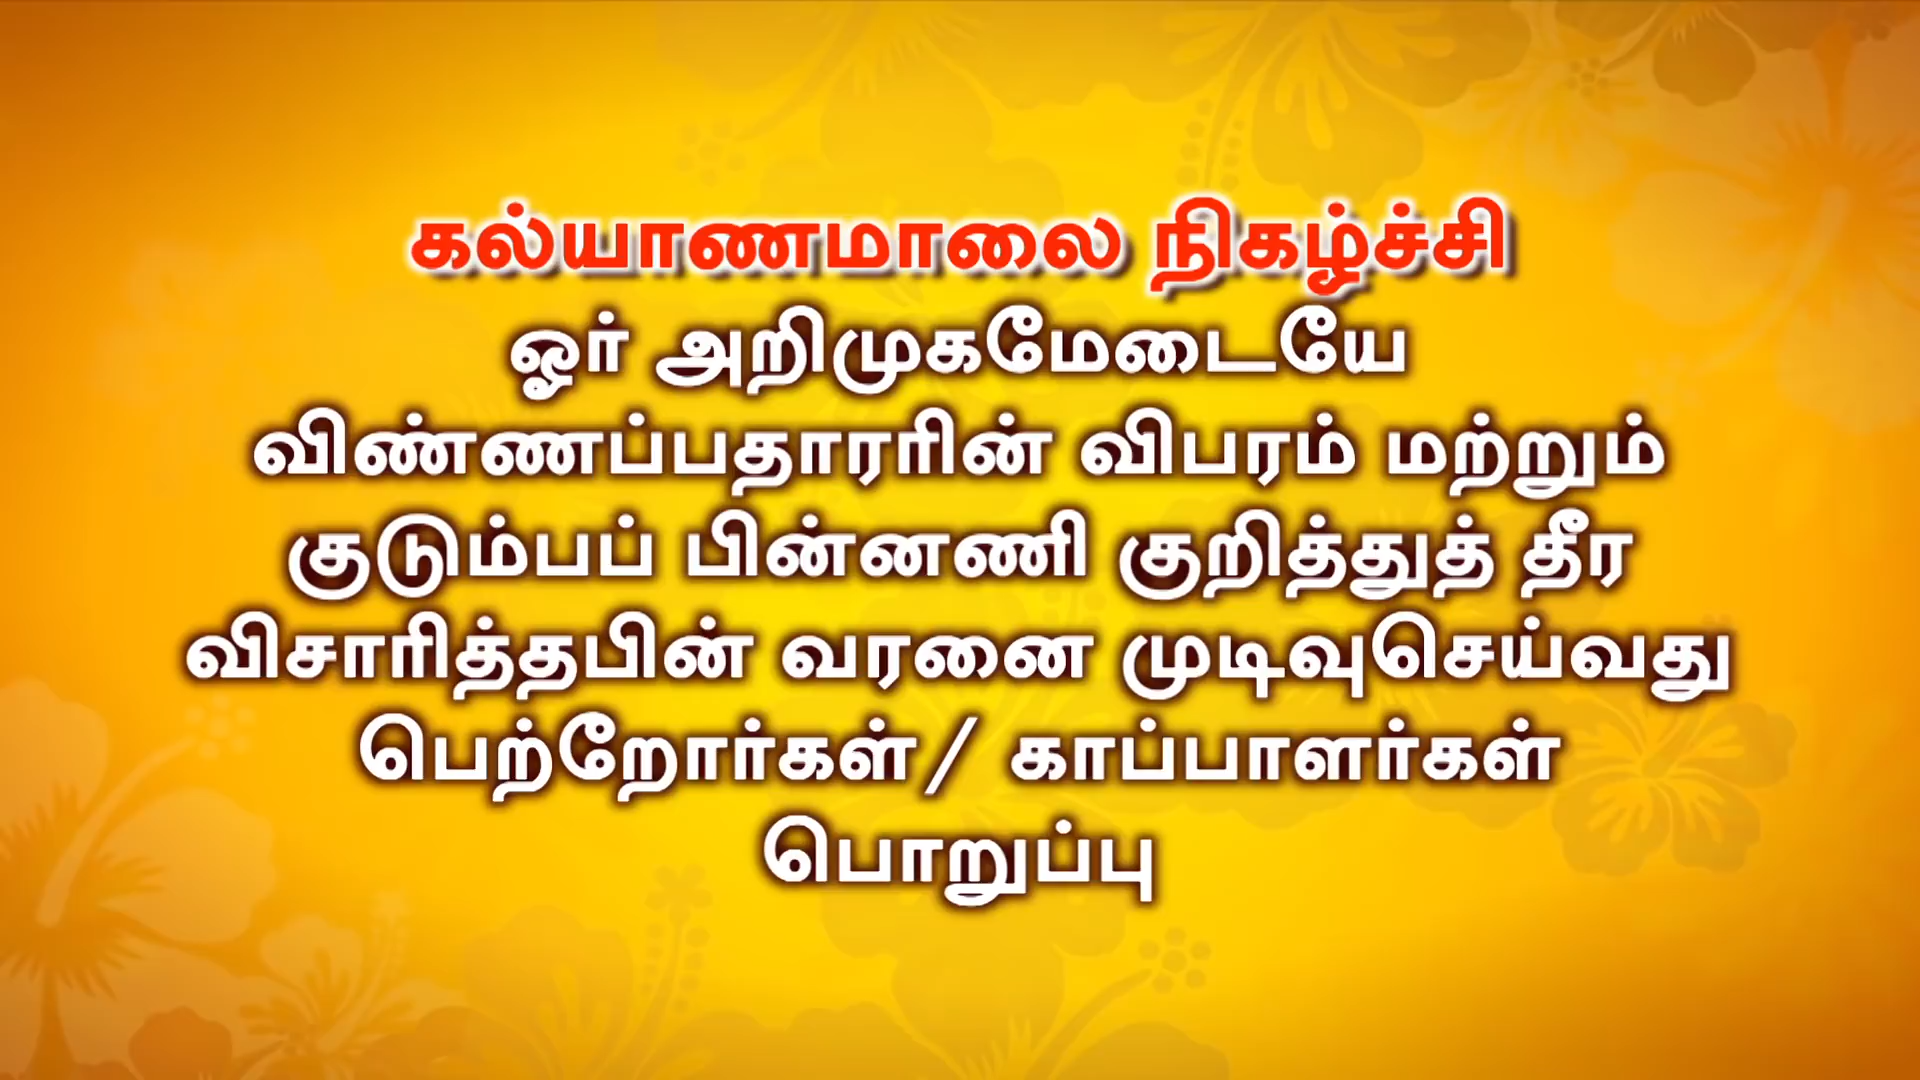 கல்யாணமாலை நிகழ்ச்சி
ஓர் அறிமுகமேடையே
விண்ணப்பதாரரின் விபரம் மற்றும்
குடும்பப் பின்னணி குறித்துத் தீர
விசாரித்தபின் வரனை முடிவுசெய்வது
பெற்றோர்கள்/ காப்பாளர்கள்
பொறுப்பு